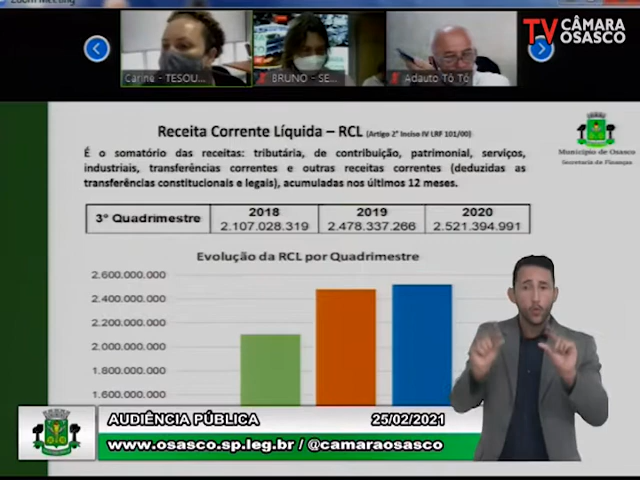 Zoom Meeting
TV CÂMARA
OSASCO
Carine - TESOU...
BRUNO - SE...
Adauto Tô Tô
Receita Corrente Líquida – RCL (Artigo 2° Inciso IV LRF 101/00)
Município de Osasco
Secretaria de Finanças
É o somatório das receitas: tributária, de contribuição, patrimonial, serviços,
industriais, transferências correntes e outras receitas correntes (deduzidas as
transferências constitucionais e legais), acumuladas nos últimos 12 meses.
3° Quadrimestre 2018 2019 2020
2.107.028.319 2.478.337.266 2.521.394.991
Evolução da RCL por Quadrimestre
2.600.000.000
2.400.000.000
2.200.000.000
2.000.000.000
1.800.000.000
1.600.000.000
AUDIÊNCIA PÚBLICA 25/02/2021
www.osasco.sp.leg.br / @camaraosasco